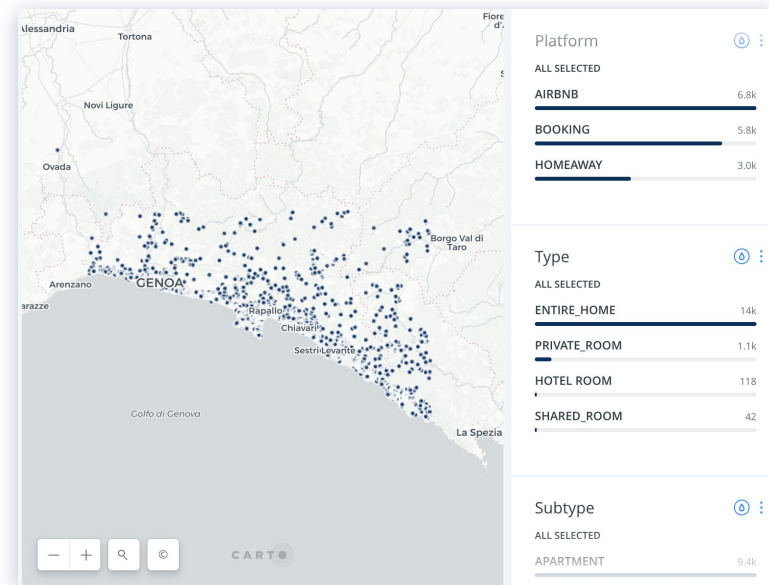 Alessandria
Tortona
Novi Ligure
Ovada
Borgo Val di
Taro
Arenzano
GENOA
Rapallo
Chiavari
Sestri Levante
Golfo di Genova
La Spezia
CARTO
Platform
ALL SELECTED
AIRBNB 6.8k
BOOKING 5.8k
HOMEAWAY 3.0k
Type
ALL SELECTED
ENTIRE_HOME 14k
PRIVATE_ROOM 1.1k
HOTEL ROOM 118
SHARED_ROOM 42
Subtype
ALL SELECTED
APARTMENT 9.4k